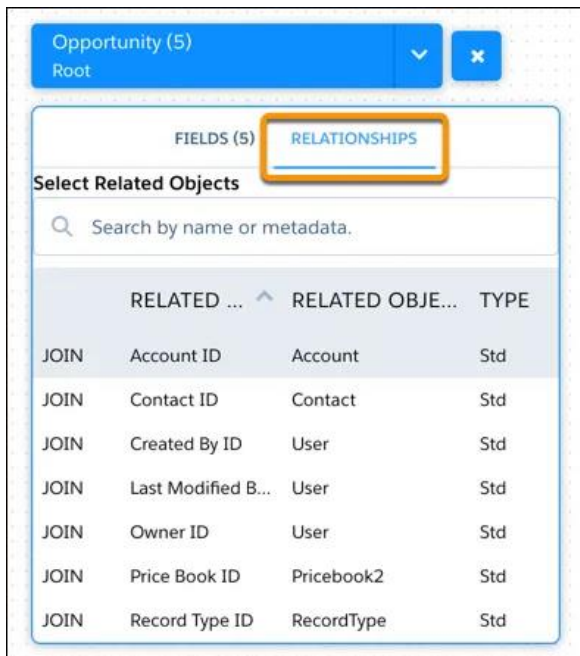 Opportunity (5)
Root
FIELDS (5) RELATIONSHIPS
Select Related Objects
Search by name or metadata.
RELATED ... RELATED OBJE... TYPE
JOIN Account ID Account Std
JOIN Contact ID Contact Std
JOIN Created By ID User Std
JOIN Last Modified B... User Std
JOIN Owner ID User Std
JOIN Price Book ID Pricebook2 Std
JOIN Record Type ID RecordType Std